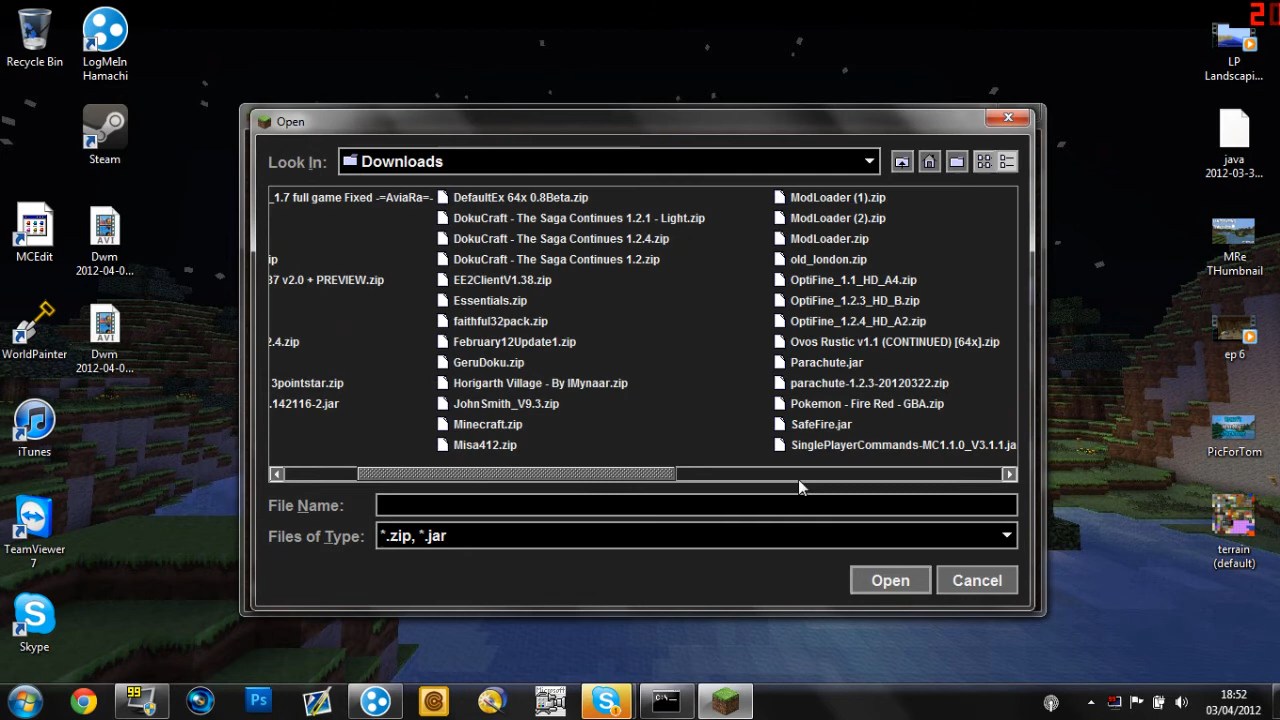 Recycle Bin
LogMeIn
Hamachi
Steam
MCEdit
Dwm
2012-04-0...
WorldPainter
Dwm
2012-04-0...
iTunes
TeamViewer
7
Skype
Open
Look In:
Downloads
_1.7 full game Fixed -=AviaRa=-
ip
37 v2.0 + PREVIEW.zip
2.4.zip
3pointstar.zip
.142116-2.jar
DefaultEx 64x 0.8Beta.zip
DokuCraft - The Saga Continues 1.2.1 - Light.zip
DokuCraft - The Saga Continues 1.2.4.zip
DokuCraft - The Saga Continues 1.2.zip
EE2ClientV1.38.zip
Essentials.zip
faithful32pack.zip
February12Update1.zip
GeruDoku.zip
Horigarth Village - By IMynaar.zip
JohnSmith_V9.3.zip
Minecraft.zip
Misa412.zip
ModLoader (1).zip
ModLoader (2).zip
ModLoader.zip
old_london.zip
OptiFine_1.1_HD_A4.zip
OptiFine_1.2.3_HD_B.zip
OptiFine_1.2.4_HD_A2.zip
Ovos Rustic v1.1 (CONTINUED) [64x].zip
Parachute.jar
parachute-1.2.3-20120322.zip
Pokemon - Fire Red - GBA.zip
SafeFire.jar
SinglePlayerCommands-MC1.1.0_V3.1.1.ja
File Name:
Files of Type:
*.zip, *.jar
Open
Cancel
20
LP
Landscapi...
java
2012-03-3...
MRe
THumbnail
ep 6
PicForTom
terrain
(default)
99
Ps
Microsoft
C:\
18:52
03/04/2012